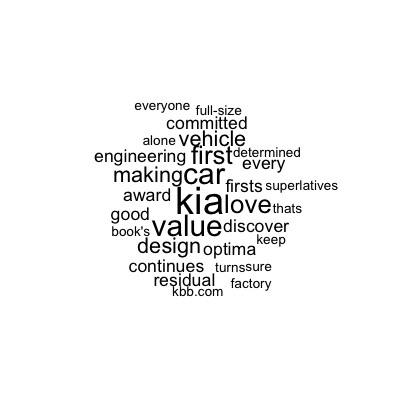 everyone
full-size
committed
alone vehicle
engineering first determined
every
making car
firsts superlatives
award kia love thats
good
value discover
book's
design optima keep
continues turns sure
residual factory
kbb.com